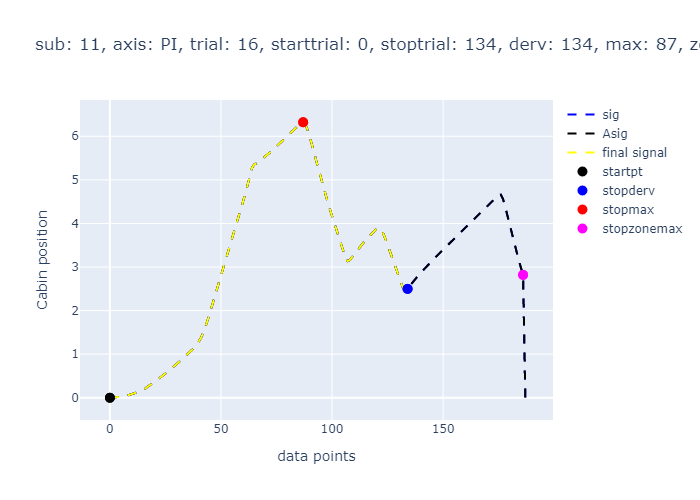 sub: 11, axis: PI, trial: 16, starttrial: 0, stoptrial: 134, derv: 134, max: 87,
sig
Asig
final signal
startpt
stopderv
stopmax
stopzonemax
6
5
4
3
2
1
0
Cabin position
0 50 100 150
data points